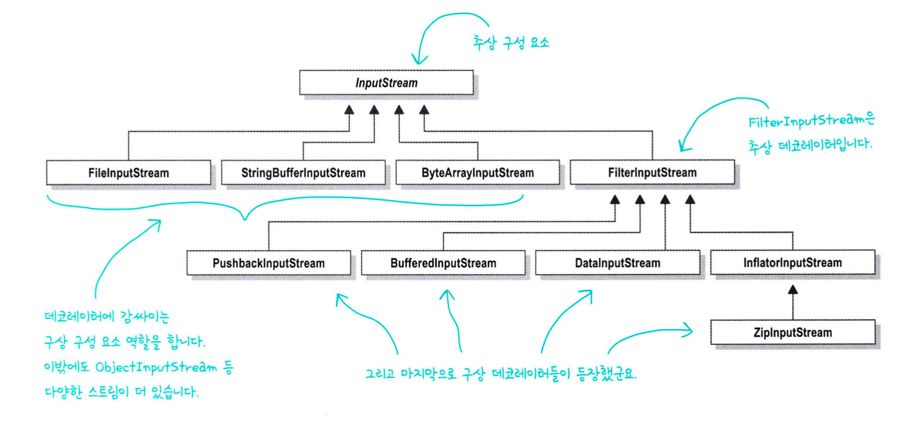 추상 구성 요소
InputStream
FilterInputStream은
추상 데코레이터입니다.
FileInputStream
StringBufferInputStream
ByteArrayInputStream
FilterInputStream
PushbackInputStream
BufferedInputStream
DataInputStream
InflatorInputStream
ZipInputStream
데코레이터에 감싸이는
구상 구성 요소 역할을 합니다.
이밖에도 ObjectInputStream 등
다양한 스트림이 더 있습니다.
그리고 마지막으로 구상 데코레이터들이 등장했군요.